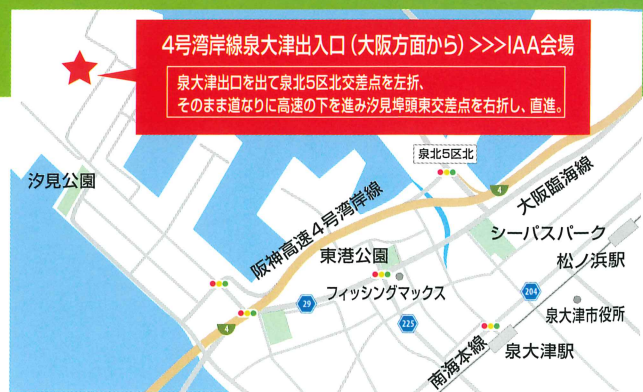 4号湾岸線泉大津出入口（大阪方面から）>>>IAA会場
泉大津出口を出て泉北5区北交差点を左折、
そのまま道なりに高速の下を進み汐見埠頭東交差点を右折し、直進。
泉北5区北
汐見公園
4
大阪臨海線
阪神高速4号湾岸線
シーパスパーク
東港公園
松ノ浜駅
フィッシングマックス
204
29
泉大津市役所
225
4
南海本線
泉大津駅